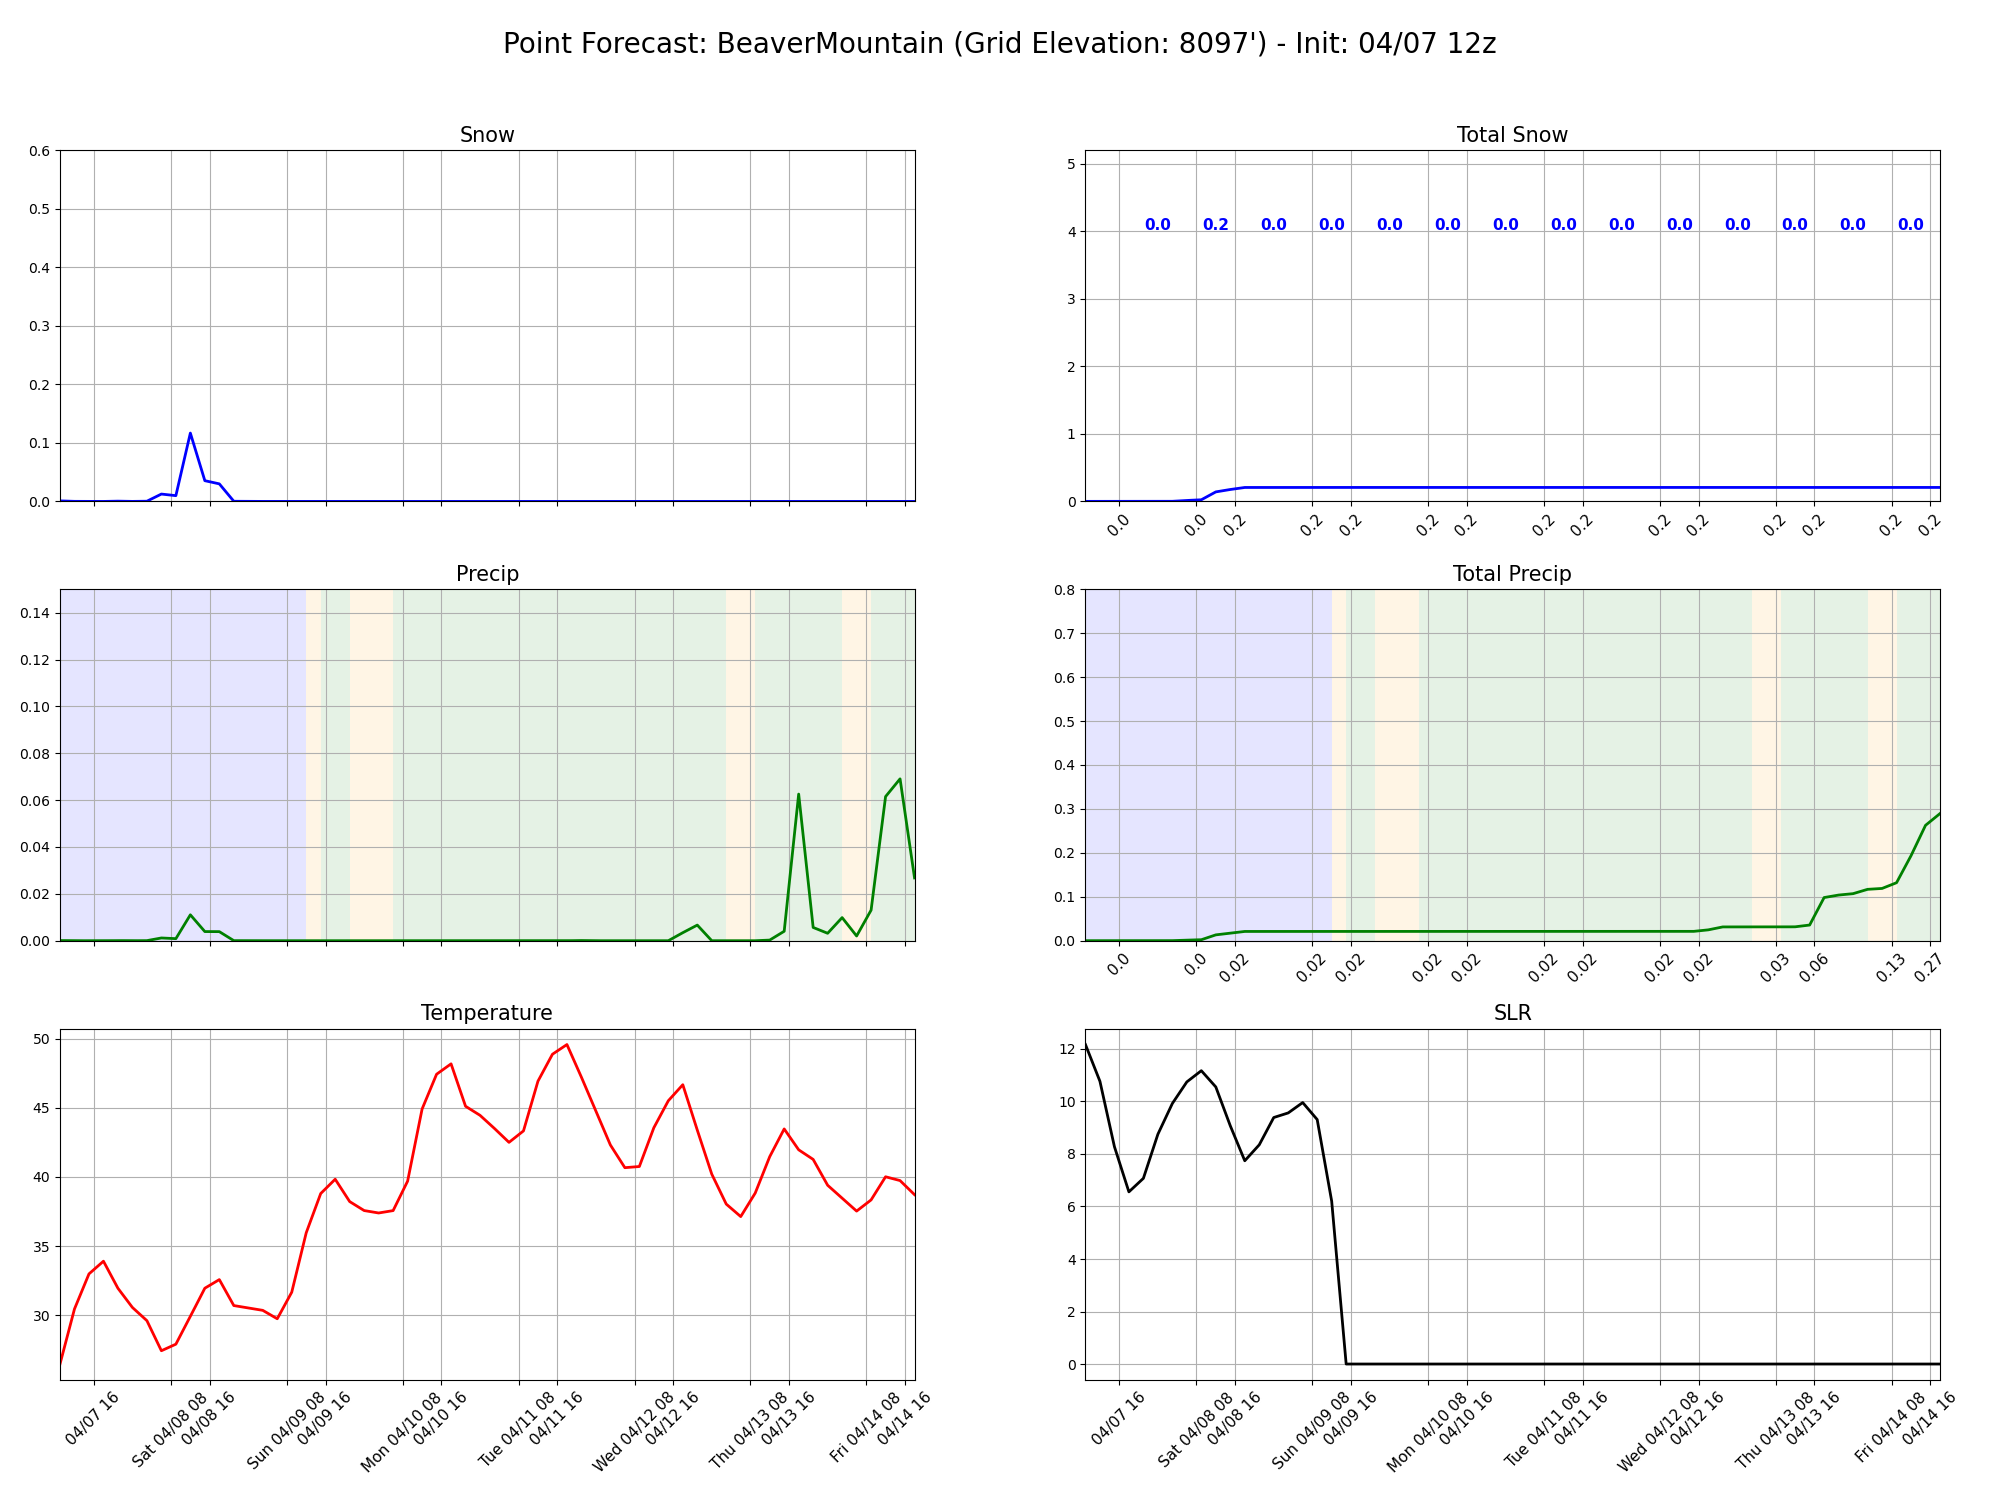 Point Forecast: BeaverMountain (Grid Elevation: 8097') - Init: 04/07 12z
Snow
0.6
0.5
0.4
0.3
0.2
0.1
0.0
Total Snow
5
4
3
2
1
0
0.0 0.2 0.0 0.0 0.0 0.0 0.0 0.0 0.0 0.0 0.0 0.0 0.0 0.0
0.0 0.0 0.2 0.2 0.2 0.2 0.2 0.2 0.2 0.2 0.2 0.2 0.2 0.2 0.2
Precip
0.14
0.12
0.10
0.08
0.06
0.04
0.02
0.00
Total Precip
0.8
0.7
0.6
0.5
0.4
0.3
0.2
0.1
0.0
0.0 0.0 0.02 0.02 0.02 0.02 0.02 0.02 0.02 0.02 0.02 0.03 0.06 0.13 0.27
Temperature
50
45
40
35
30
04/07 16
Sat 04/08 08
04/08 16
Sun 04/09 08
04/09 16
Mon 04/10 08
04/10 16
Tue 04/11 08
04/11 16
Wed 04/12 08
04/12 16
Thu 04/13 08
04/13 16
Fri 04/14 08
04/14 16
SLR
12
10
8
6
4
2
0
04/07 16
Sat 04/08 08
04/08 16
Sun 04/09 08
04/09 16
Mon 04/10 08
04/10 16
Tue 04/11 08
04/11 16
Wed 04/12 08
04/12 16
Thu 04/13 08
04/13 16
Fri 04/14 08
04/14 16